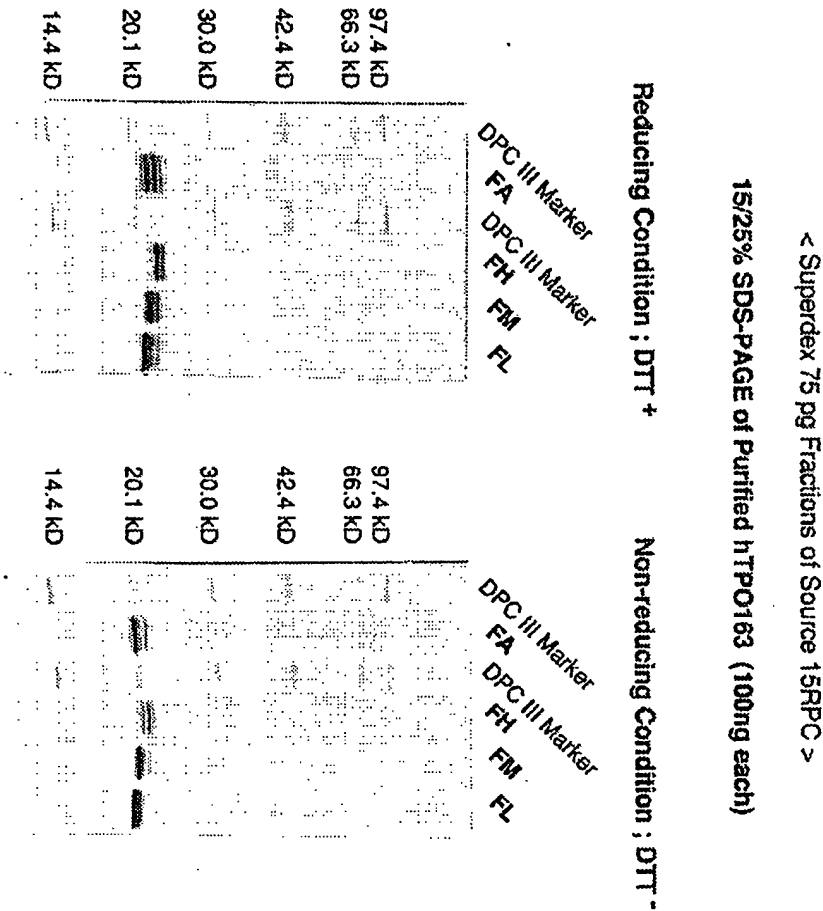 < Superdex 75 pg Fractions of Source 15RPC >
15/25% SDS-PAGE of Purified hTPO163 (100ng each)
Reducing Condition ; DTT +
DPC III Marker
FA
DPC III Marker
FH
FM
FL
97.4 kD
66.3 kD
42.4 kD
30.0 kD
20.1 kD
14.4 kD
Non-reducing Condition ; DTT -
DPC III Marker
FA
DPC III Marker
FH
FM
FL
97.4 kD
66.3 kD
42.4 kD
30.0 kD
20.1 kD
14.4 kD